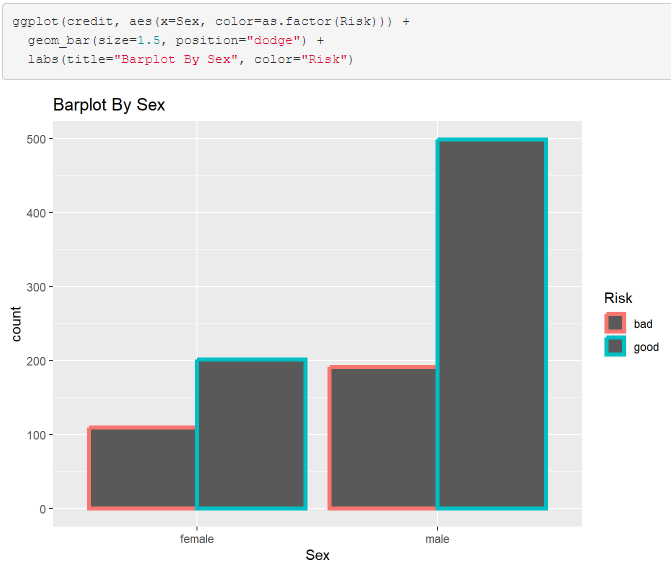 ggplot(credit, aes(x=Sex, color=as.factor(Risk))) +
  geom_bar(size=1.5, position="dodge") +
  labs(title="Barplot By Sex", color="Risk")
Barplot By Sex
500
400
300
200
100
0
count
female
male
Sex
Risk
bad
good